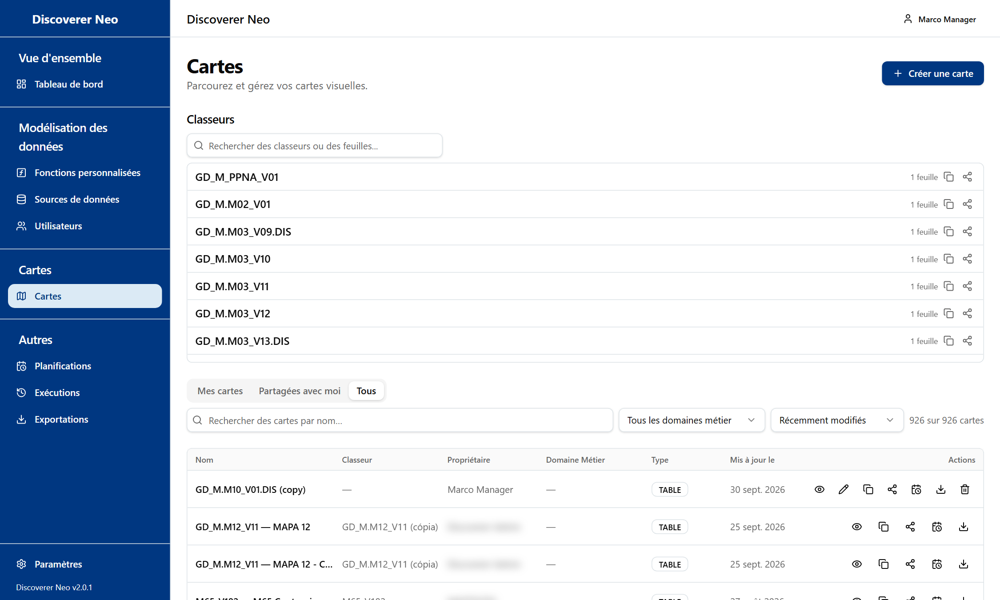 Discoverer Neo
Vue d'ensemble
Tableau de bord
Modélisation des
données
Fonctions personnalisées
Sources de données
Utilisateurs
Cartes
Cartes
Autres
Planifications
Exécutions
Exportations
Paramètres
Discoverer Neo v2.0.1
Discoverer Neo
Marco Manager
Cartes
Parcourez et gérez vos cartes visuelles.
Créer une carte
Classeurs
Rechercher des classeurs ou des feuilles...
GD_M_PPNA_V01 1 feuille
GD_M.M02_V01 1 feuille
GD_M.M03_V09.DIS 1 feuille
GD_M.M03_V10 1 feuille
GD_M.M03_V11 1 feuille
GD_M.M03_V12 1 feuille
GD_M.M03_V13.DIS 1 feuille
Mes cartes Partagées avec moi Tous
Rechercher des cartes par nom... Tous les domaines métier Récemment modifiés 926 sur 926 cartes
Nom Classeur Propriétaire Domaine Métier Type Mis à jour le Actions
GD_M.M10_V01.DIS (copy) — Marco Manager — TABLE 30 sept. 2026
GD_M.M12_V11 — MAPA 12 GD_M.M12_V11 (cópia) — TABLE 25 sept. 2026
GD_M.M12_V11 — MAPA 12 - C... GD_M.M12_V11 (cópia) — TABLE 25 sept. 2026